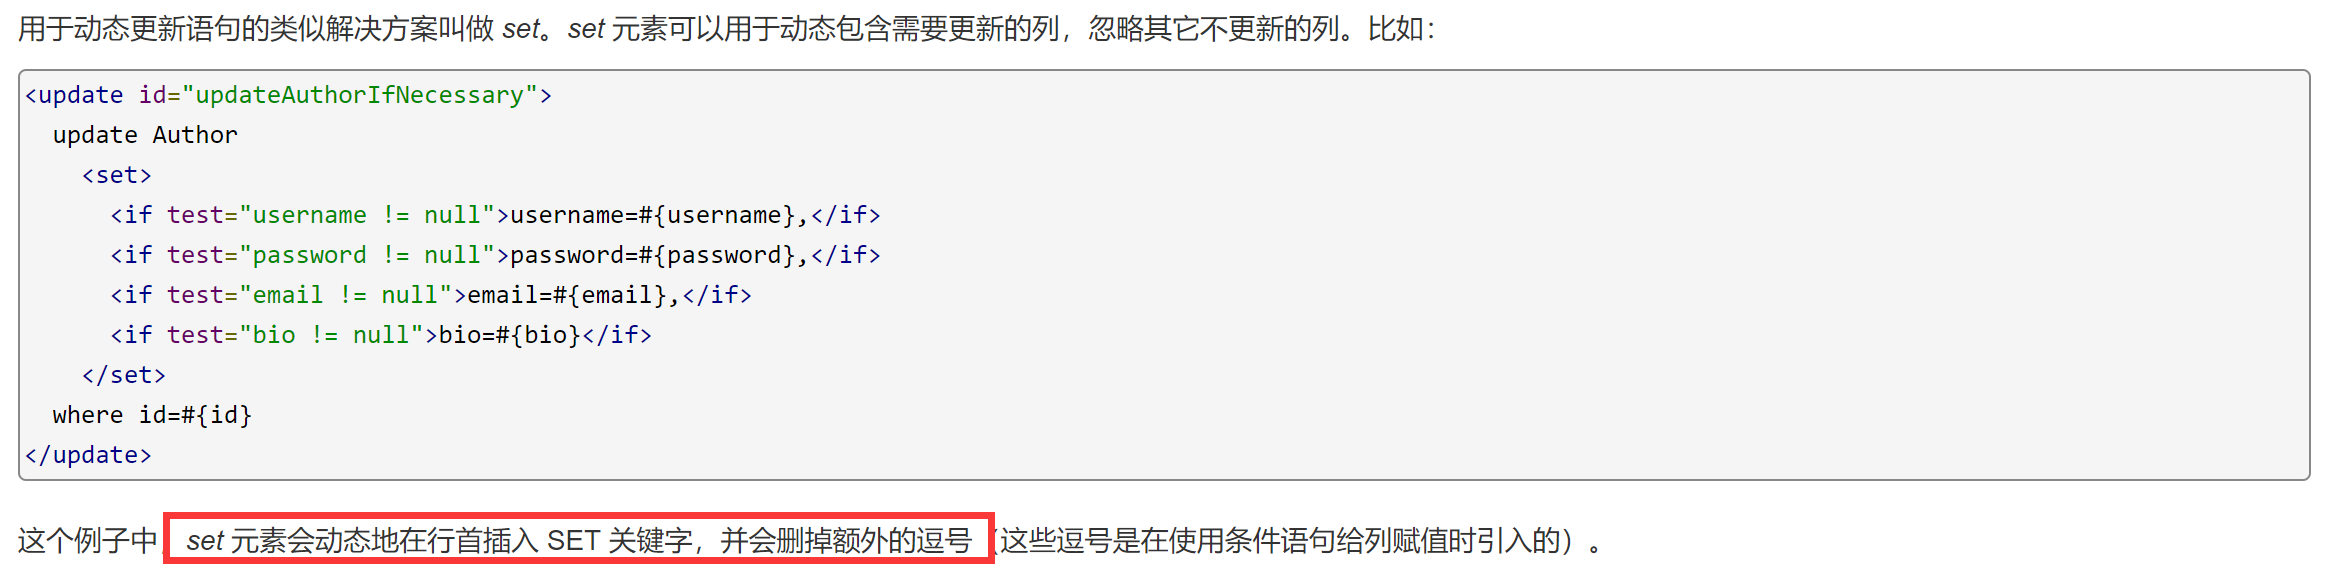 用于动态更新语句的类似解决方案叫做 set。set 元素可以用于动态包含需要更新的列，忽略其它不更新的列。比如：
<update id="updateAuthorIfNecessary">
  update Author
    <set>
      <if test="username != null">username=#{username},</if>
      <if test="password != null">password=#{password},</if>
      <if test="email != null">email=#{email},</if>
      <if test="bio != null">bio=#{bio}</if>
    </set>
  where id=#{id}
</update>
这个例子中，set 元素会动态地在行首插入 SET 关键字，并会删掉额外的逗号（这些逗号是在使用条件语句给列赋值时引入的）。